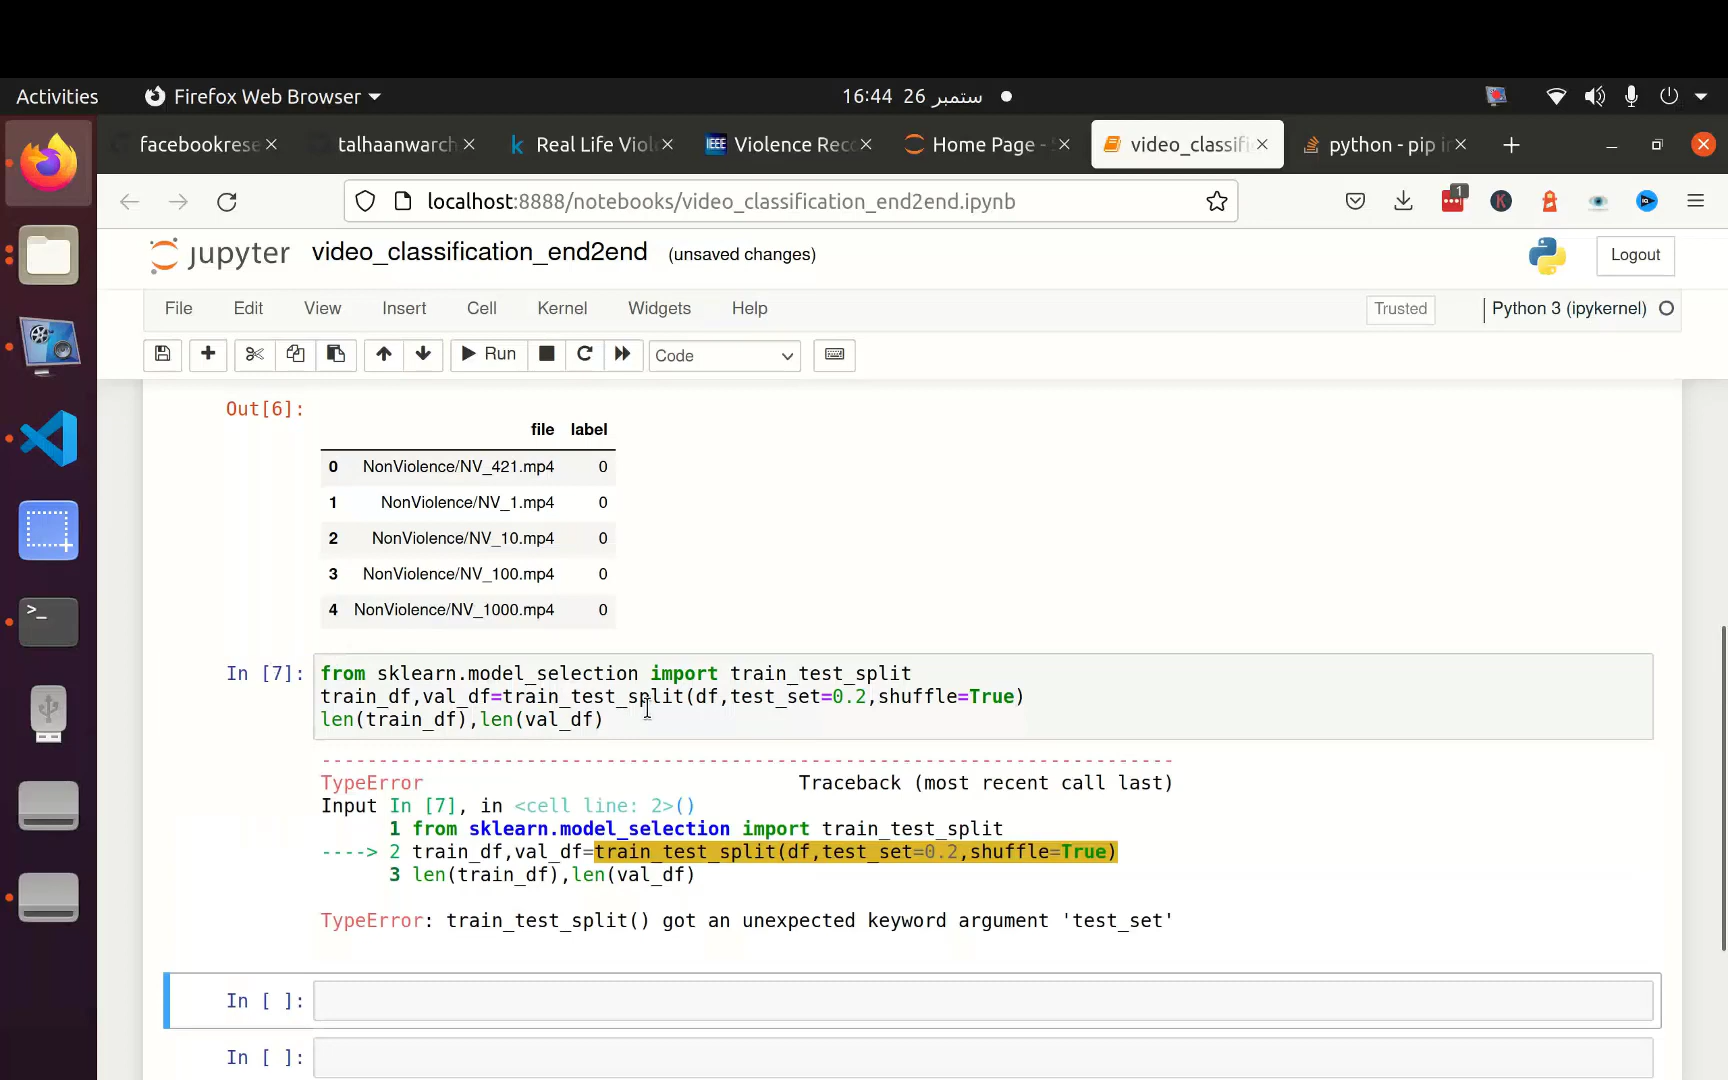 Activities Firefox Web Browser 16:44 26 ستمبر
facebookrese talhaanwarch Real Life Viol IEEE Violence Rec Home Page - video_classifi python - pip i
localhost:8888/notebooks/video_classification_end2end.ipynb 1 K
jupyter video_classification_end2end (unsaved changes) Logout
File Edit View Insert Cell Kernel Widgets Help Trusted Python 3 (ipykernel)
Run Code
Out[6]:
file label
0 NonViolence/NV_421.mp4 0
1 NonViolence/NV_1.mp4 0
2 NonViolence/NV_10.mp4 0
3 NonViolence/NV_100.mp4 0
4 NonViolence/NV_1000.mp4 0
In [7]: from sklearn.model_selection import train_test_split
train_df,val_df=train_test_split(df,test_set=0.2,shuffle=True)
len(train_df),len(val_df)
---------------------------------------------------------------------------
TypeError Traceback (most recent call last)
Input In [7], in <cell line: 2>()
1 from sklearn.model_selection import train_test_split
----> 2 train_df,val_df=train_test_split(df,test_set=0.2,shuffle=True)
3 len(train_df),len(val_df)
TypeError: train_test_split() got an unexpected keyword argument 'test_set'
In [ ]:
In [ ]: